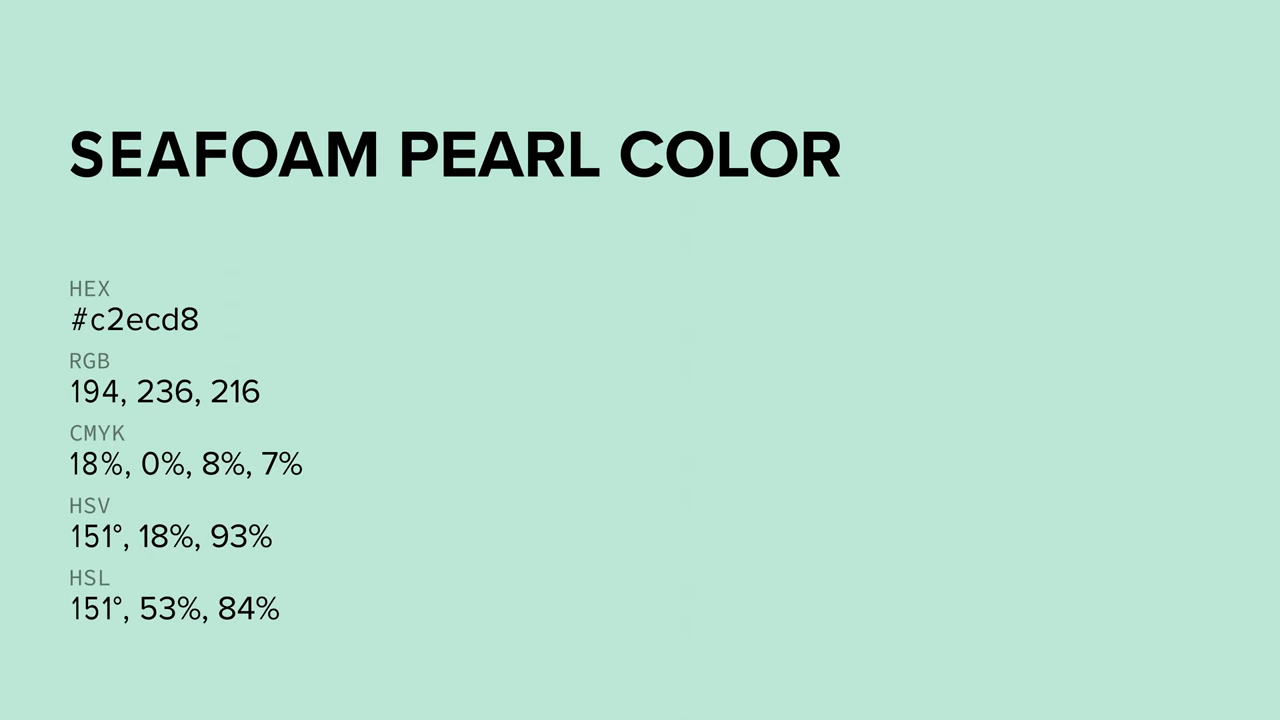 SEAFOAM PEARL COLOR
HEX
#c2ecd8
RGB
194, 236, 216
CMYK
18%, 0%, 8%, 7%
HSV
151°, 18%, 93%
HSL
151°, 53%, 84%